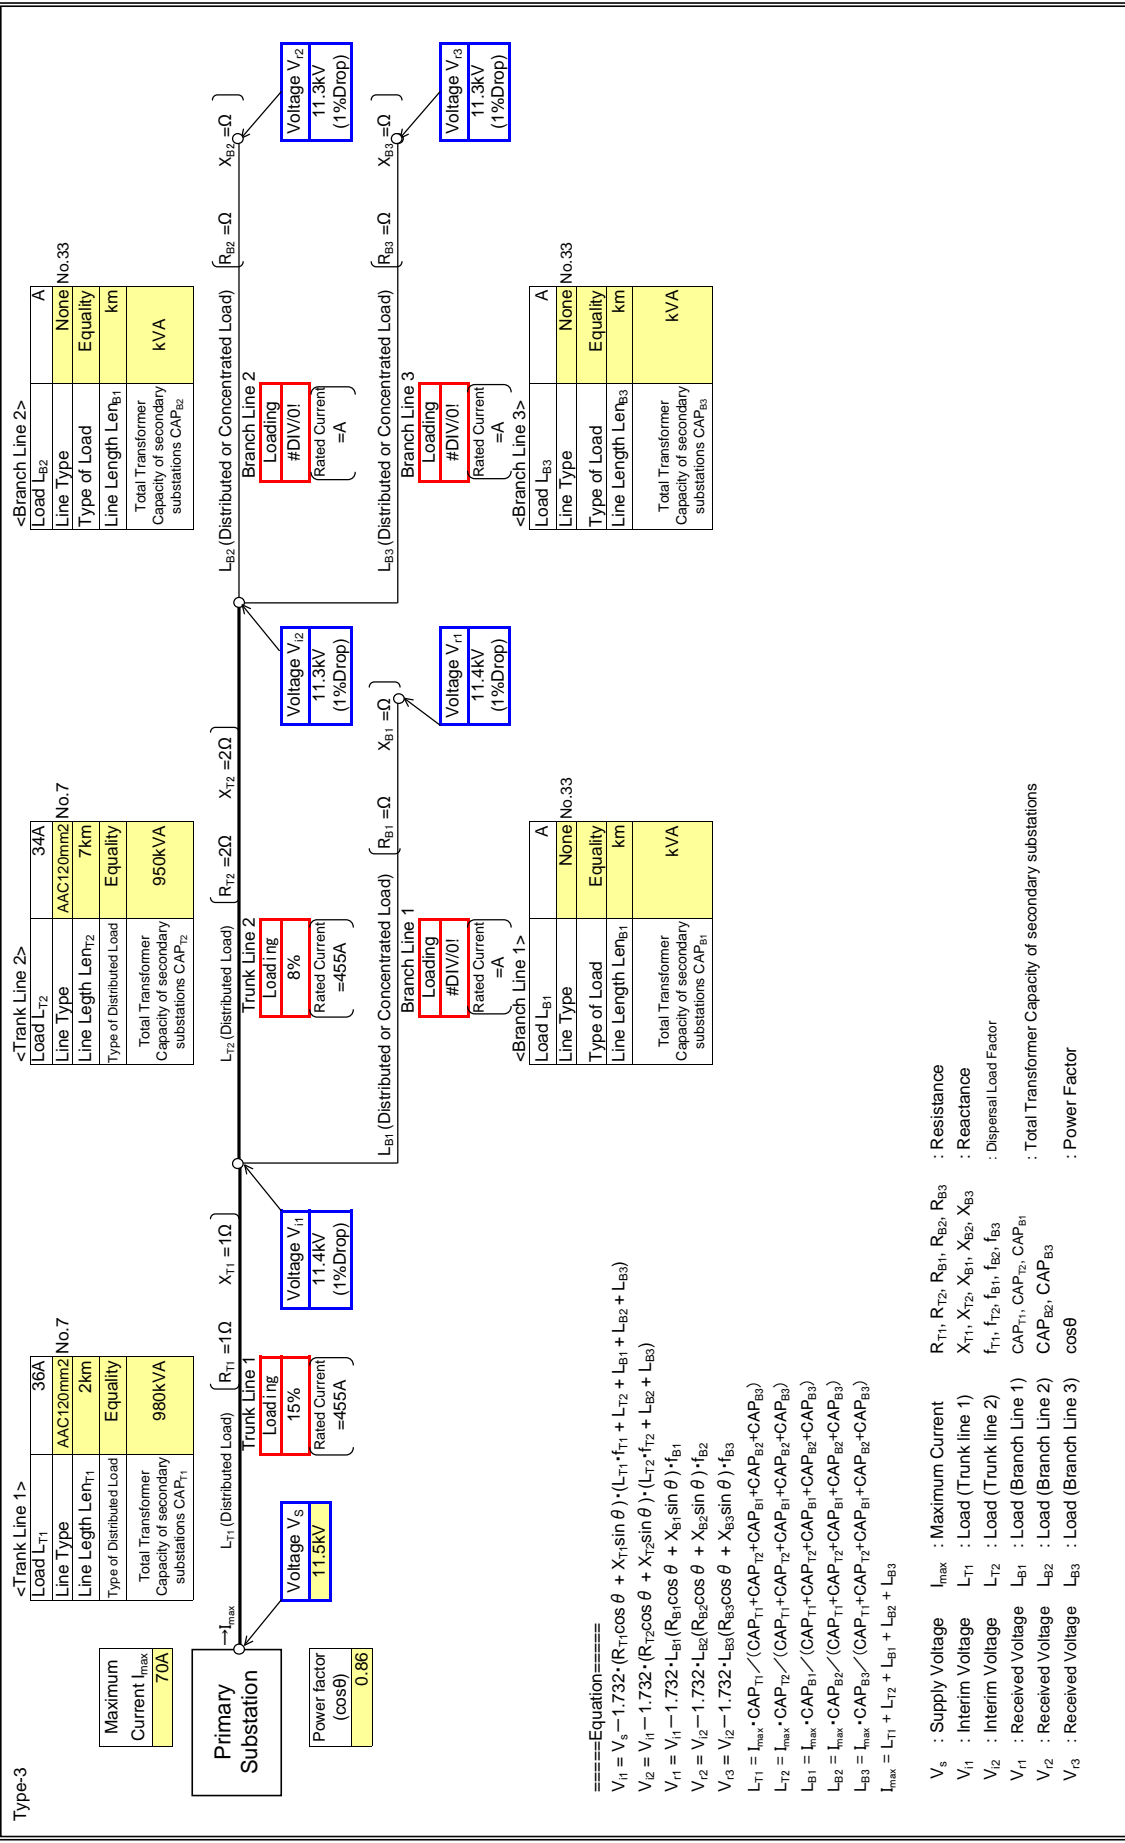 Type-3
Maximum
Current Imax
70A
Primary
Substation
Power factor
(cosθ)
0.86
→Imax
Voltage VS
11.5kV
<Trank Line 1>
Load LT1 36A
Line Type AAC120mm2 No.7
Line Legth LenT1 2km
Type of Distributed Load Equality
Total Transformer
Capacity of secondary
substations CAPT1
980kVA
LT1 (Distributed Load)
RT1 =1Ω XT1 =1Ω
Trunk Line 1
Loading
15%
Rated Current
=455A
Voltage Vi1
11.4kV
(1%Drop)
<Trank Line 2>
Load LT2 34A
Line Type AAC120mm2 No.7
Line Legth LenT2 7km
Type of Distributed Load Equality
Total Transformer
Capacity of secondary
substations CAPT2
950kVA
LT2 (Distributed Load)
RT2 =2Ω XT2 =2Ω
Trunk Line 2
Loading
8%
Rated Current
=455A
Voltage Vi2
11.3kV
(1%Drop)
LB1 (Distributed or Concentrated Load)
RB1 =Ω XB1 =Ω
Branch Line 1
Loading
#DIV/0!
Rated Current
=A
Voltage Vr1
11.4kV
(1%Drop)
<Branch Line 1>
Load LB1 A
Line Type None No.33
Type of Load Equality
Line Length LenB1 km
Total Transformer
Capacity of secondary
substations CAPB1
kVA
<Branch Line 2>
Load LB2 A
Line Type None No.33
Type of Load Equality
Line Length LenB1 km
Total Transformer
Capacity of secondary
substations CAPB2
kVA
LB2 (Distributed or Concentrated Load)
RB2 =Ω XB2 =Ω
Branch Line 2
Loading
#DIV/0!
Rated Current
=A
Voltage Vr2
11.3kV
(1%Drop)
LB3 (Distributed or Concentrated Load)
RB3 =Ω XB3 =Ω
Branch Line 3
Loading
#DIV/0!
Rated Current
=A
Voltage Vr3
11.3kV
(1%Drop)
<Branch Line 3>
Load LB3 A
Line Type None No.33
Type of Load Equality
Line Length LenB3 km
Total Transformer
Capacity of secondary
substations CAPB3
kVA
=====Equation=====
Vi1 = Vs－1.732・(RT1cos θ + XT1sin θ)・(LT1・fT1 + LT2 + LB1 + LB2 + LB3)
Vi2 = Vi1－1.732・(RT2cos θ + XT2sin θ)・(LT2・fT2 + LB2 + LB3)
Vr1 = Vi1－1.732・LB1(RB1cos θ + XB1sin θ)・fB1
Vr2 = Vi2－1.732・LB2(RB2cos θ + XB2sin θ)・fB2
Vr3 = Vi2－1.732・LB3(RB3cos θ + XB3sin θ)・fB3
LT1 = Imax・CAPT1／(CAPT1+CAPT2+CAPB1+CAPB2+CAPB3)
LT2 = Imax・CAPT2／(CAPT1+CAPT2+CAPB1+CAPB2+CAPB3)
LB1 = Imax・CAPB1／(CAPT1+CAPT2+CAPB1+CAPB2+CAPB3)
LB2 = Imax・CAPB2／(CAPT1+CAPT2+CAPB1+CAPB2+CAPB3)
LB3 = Imax・CAPB3／(CAPT1+CAPT2+CAPB1+CAPB2+CAPB3)
Imax = LT1 + LT2 + LB1 + LB2 + LB3
Vs : Supply Voltage Imax : Maximum Current RT1, RT2, RB1, RB2, RB3 : Resistance
Vi1 : Interim Voltage LT1 : Load (Trunk line 1) XT1, XT2, XB1, XB2, XB3 : Reactance
Vi2 : Interim Voltage LT2 : Load (Trunk line 2) fT1, fT2, fB1, fB2, fB3 : Dispersal Load Factor
Vr1 : Received Voltage LB1 : Load (Branch Line 1) CAPT1, CAPT2, CAPB1
Vr2 : Received Voltage LB2 : Load (Branch Line 2) CAPB2, CAPB3 : Total Transformer Capacity of secondary substations
Vr3 : Received Voltage LB3 : Load (Branch Line 3) cosθ : Power Factor